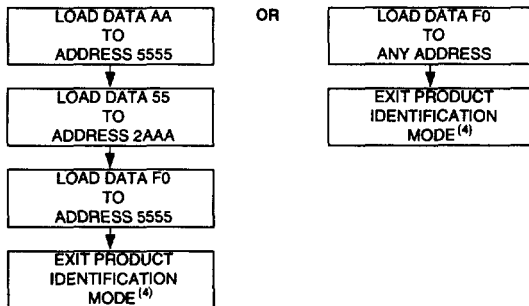 LOAD DATA AA
TO
ADDRESS 5555
LOAD DATA 55
TO
ADDRESS 2AAA
LOAD DATA F0
TO
ADDRESS 5555
EXIT PRODUCT
IDENTIFICATION
MODE(4)
OR
LOAD DATA F0
TO
ANY ADDRESS
EXIT PRODUCT
IDENTIFICATION
MODE(4)